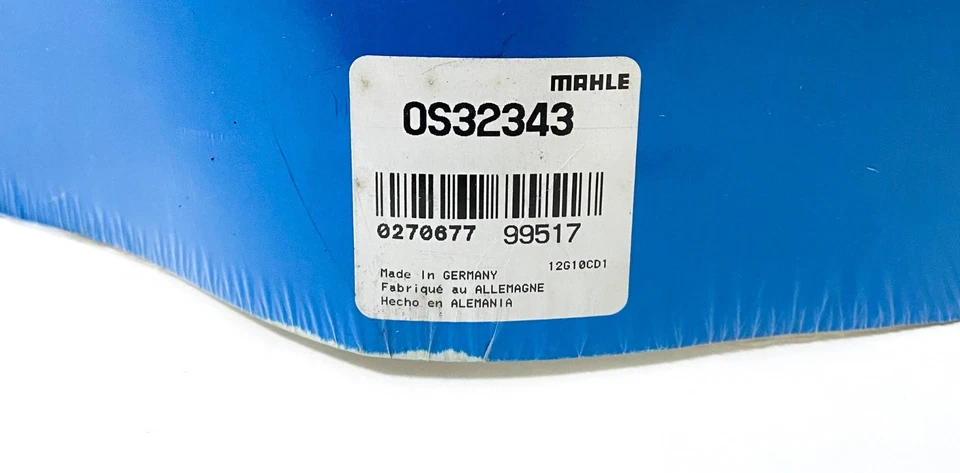 MAHLE
OS32343
0270677 99517
12G10CD1
Made In GERMANY
Fabriqué au ALLEMAGNE
Hecho en ALEMANIA